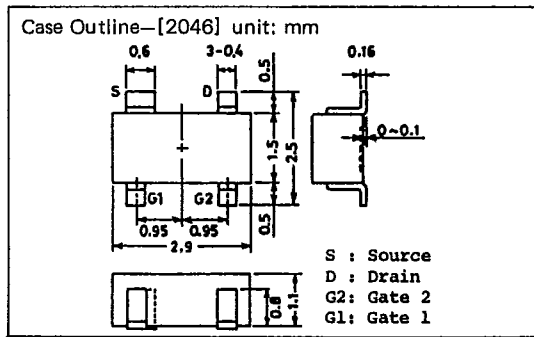 Case Outline—[2046] unit: mm
0.6 3-0.4 0.16
S D 0.5
0~0.1
1.5 2.5
G1 G2
0.5
0.95 0.95
2.9
S : Source
D : Drain
G2: Gate 2
G1: Gate 1
0.8 1.1